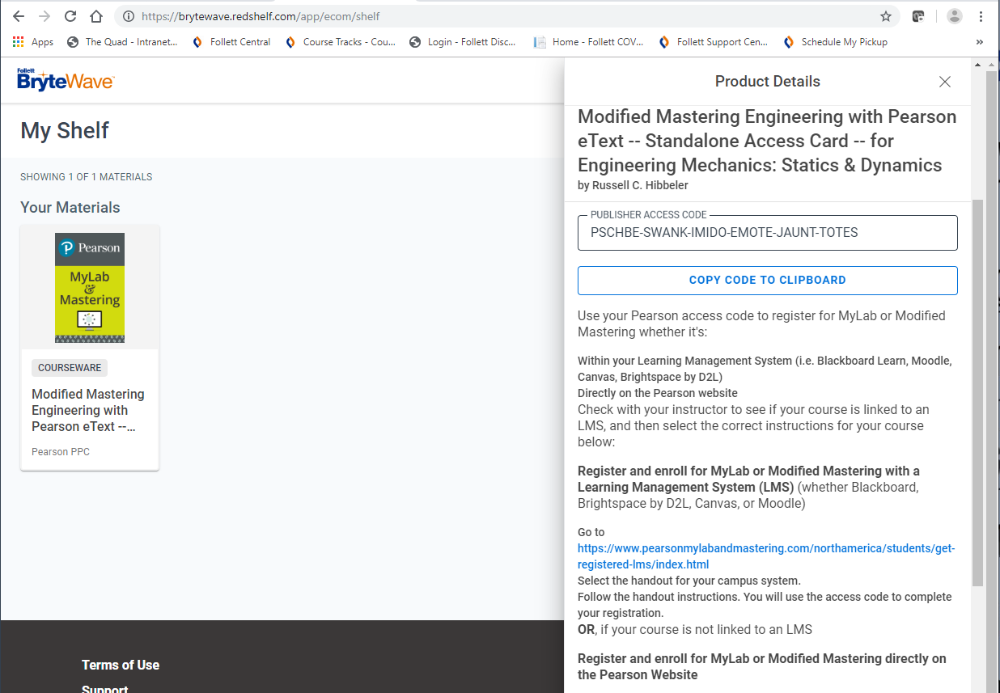 https://brytewave.redshelf.com/app/ecom/shelf
Apps The Quad - Intranet... Follett Central Course Tracks - Cou... Login - Follett Disc... Home - Follett COV... Follett Support Cen... Schedule My Pickup »
Follett
BryteWave
My Shelf
SHOWING 1 OF 1 MATERIALS
Your Materials
Pearson
MyLab
&
Mastering
COURSEWARE
Modified Mastering
Engineering with
Pearson eText --...
Pearson PPC
Terms of Use
Support
Product Details
Modified Mastering Engineering with Pearson
eText -- Standalone Access Card -- for
Engineering Mechanics: Statics & Dynamics
by Russell C. Hibbeler
PUBLISHER ACCESS CODE
PSCHBE-SWANK-IMIDO-EMOTE-JAUNT-TOTES
COPY CODE TO CLIPBOARD
Use your Pearson access code to register for MyLab or Modified
Mastering whether it's:
Within your Learning Management System (i.e. Blackboard Learn, Moodle,
Canvas, Brightspace by D2L)
Directly on the Pearson website
Check with your instructor to see if your course is linked to an
LMS, and then select the correct instructions for your course
below:
Register and enroll for MyLab or Modified Mastering with a
Learning Management System (LMS) (whether Blackboard,
Brightspace by D2L, Canvas, or Moodle)
Go to
https://www.pearsonmylabandmastering.com/northamerica/students/get-
registered-lms/index.html
Select the handout for your campus system.
Follow the handout instructions. You will use the access code to complete
your registration.
OR, if your course is not linked to an LMS
Register and enroll for MyLab or Modified Mastering directly on
the Pearson Website